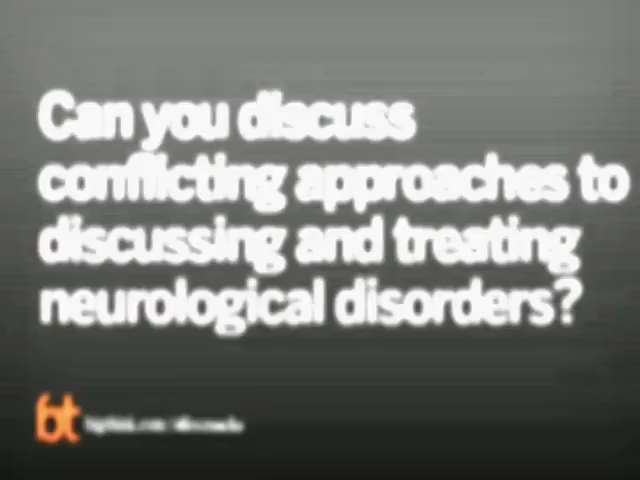 Can you discuss
conflicting approaches to
discussing and treating
neurological disorders?
bt